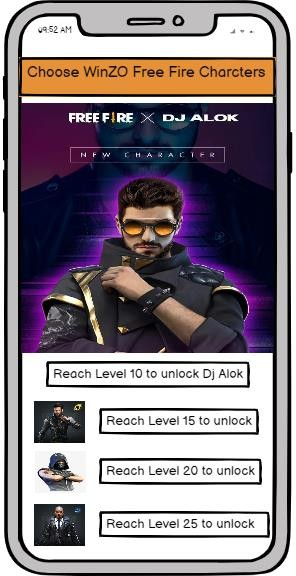 09:52 AM
Choose WinZO Free Fire Charcters
FREE FIRE X DJ ALOK
NEW CHARACTER
Reach Level 10 to unlock Dj Alok
Reach Level 15 to unlock
Reach Level 20 to unlock
Reach Level 25 to unlock